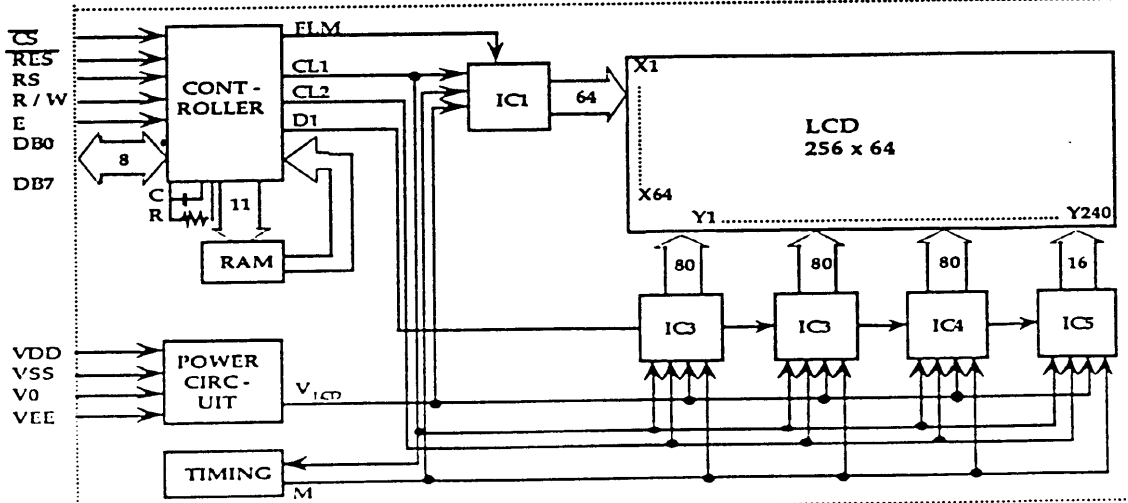 CS
RES
RS
R / W
E
DB0
8
DB7
CONT -
ROLLER
FLM
CL1
CL2
D1
C
R
11
RAM
IC1
64
X1
LCD
256 x 64
X64
Y1
Y240
80
80
80
16
IC3
IC3
IC4
IC5
VDD
VSS
V0
VEE
POWER
CIRC -
UIT
VLCD
TIMING
M